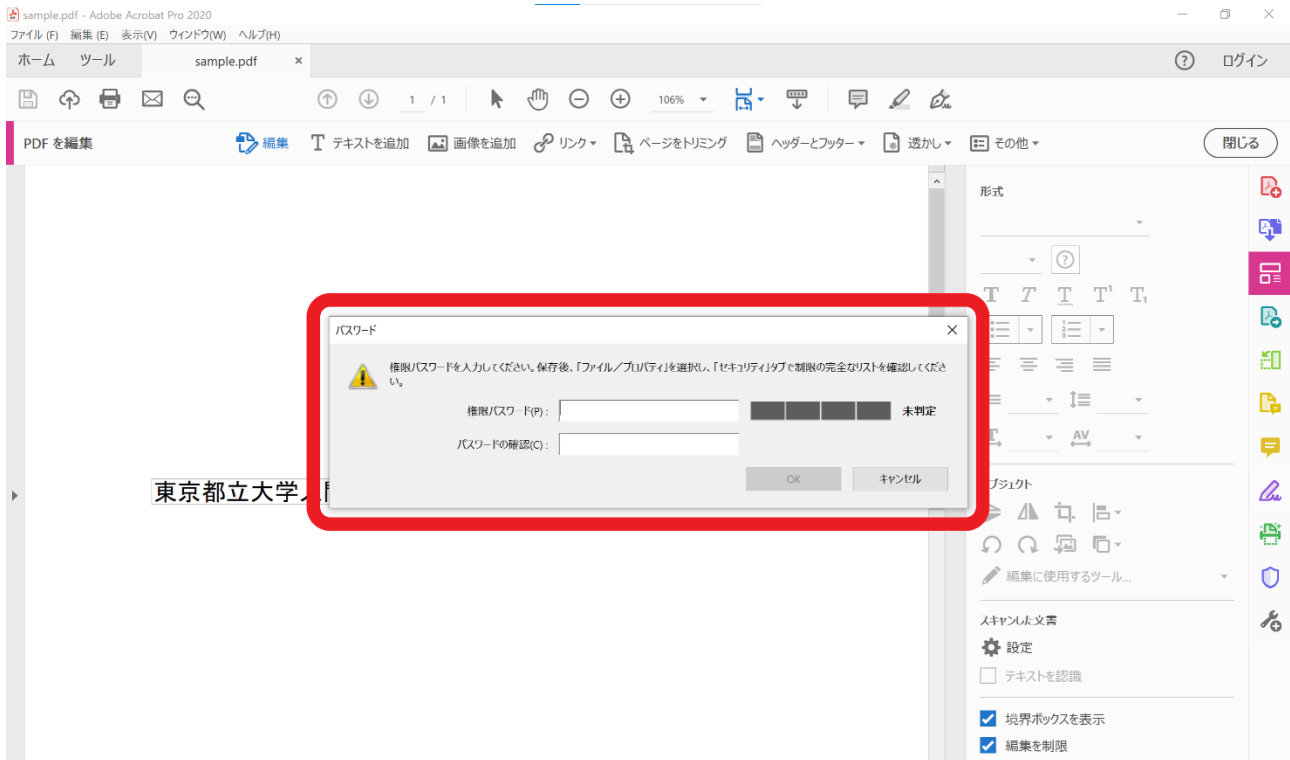 sample.pdf - Adobe Acrobat Pro 2020
ファイル (F) 編集 (E) 表示(V) ウィンドウ(W) ヘルプ(H)
ホーム ツール sample.pdf × ? ログイン
1 / 1 106%
PDF を編集 編集 テキストを追加 画像を追加 リンク ページをトリミング ヘッダーとフッター 透かし その他 閉じる
形式
パスワード
権限パスワードを入力してください。保存後、「ファイル／プロパティ」を選択し、「セキュリティ」タブで制限の完全なリストを確認してくださ
い。
権限パスワード(P) : 未判定
パスワードの確認(C) :
OK キャンセル
東京都立大学
ブジェクト
編集に使用するツール...
スキャンした文書
設定
テキストを認識
境界ボックスを表示
編集を制限